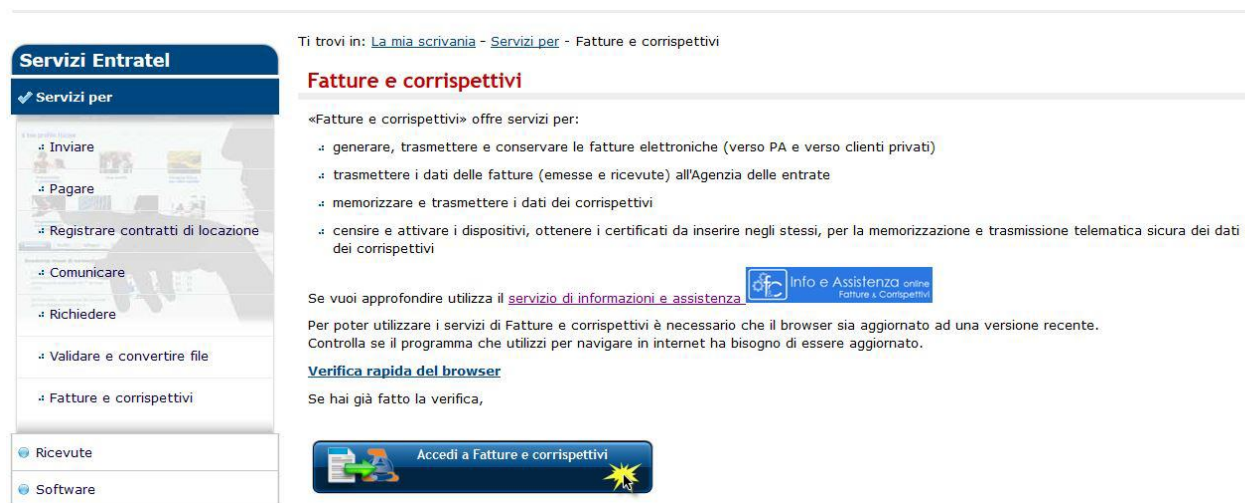 Ti trovi in: La mia scrivania - Servizi per - Fatture e corrispettivi
Servizi Entratel
Servizi per
Inviare
Pagare
Registrare contratti di locazione
Comunicare
Richiedere
Validare e convertire file
Fatture e corrispettivi
Ricevute
Software
Fatture e corrispettivi
«Fatture e corrispettivi» offre servizi per:
generare, trasmettere e conservare le fatture elettroniche (verso PA e verso clienti privati)
trasmettere i dati delle fatture (emesse e ricevute) all'Agenzia delle entrate
memorizzare e trasmettere i dati dei corrispettivi
censire e attivare i dispositivi, ottenere i certificati da inserire negli stessi, per la memorizzazione e trasmissione telematica sicura dei dati
dei corrispettivi
Se vuoi approfondire utilizza il servizio di informazioni e assistenza
fc Info e Assistenza online
Fatture & Corrispettivi
Per poter utilizzare i servizi di Fatture e corrispettivi è necessario che il browser sia aggiornato ad una versione recente.
Controlla se il programma che utilizzi per navigare in internet ha bisogno di essere aggiornato.
Verifica rapida del browser
Se hai già fatto la verifica,
Accedi a Fatture e corrispettivi